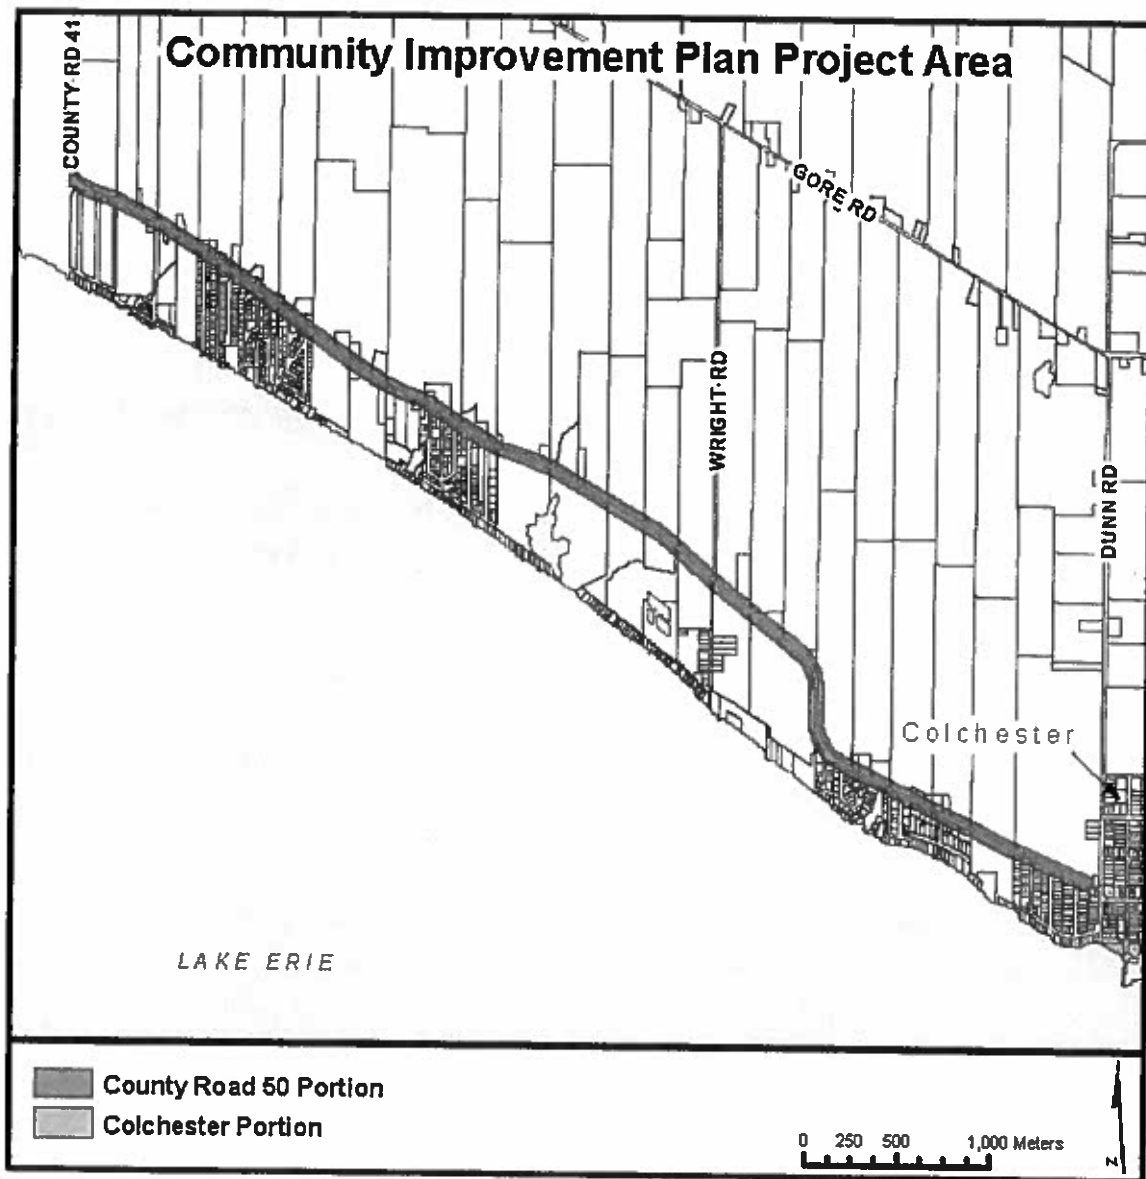 Community Improvement Plan Project Area
COUNTY RD 41
GORE RD
WRIGHT RD
DUNN RD
Colchester
LAKE ERIE
County Road 50 Portion
Colchester Portion
0 250 500 1,000 Meters
N